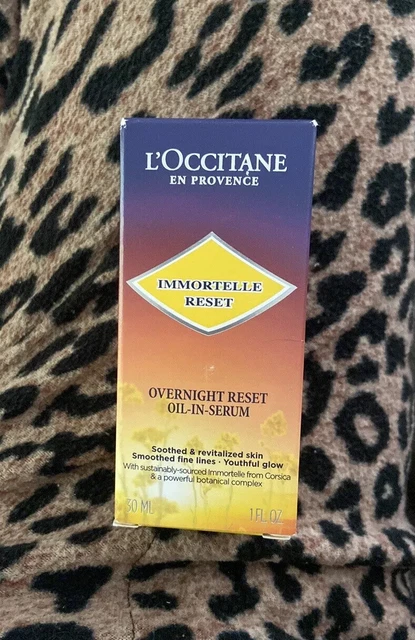 L'OCCITANE
EN PROVENCE
IMMORTELLE
RESET
OVERNIGHT RESET
OIL-IN-SERUM
Soothed & revitalized skin
Smoothed fine lines · Youthful glow
With sustainably-sourced Immortelle from Corsica
& a powerful botanical complex
30 ML 1 FL.OZ